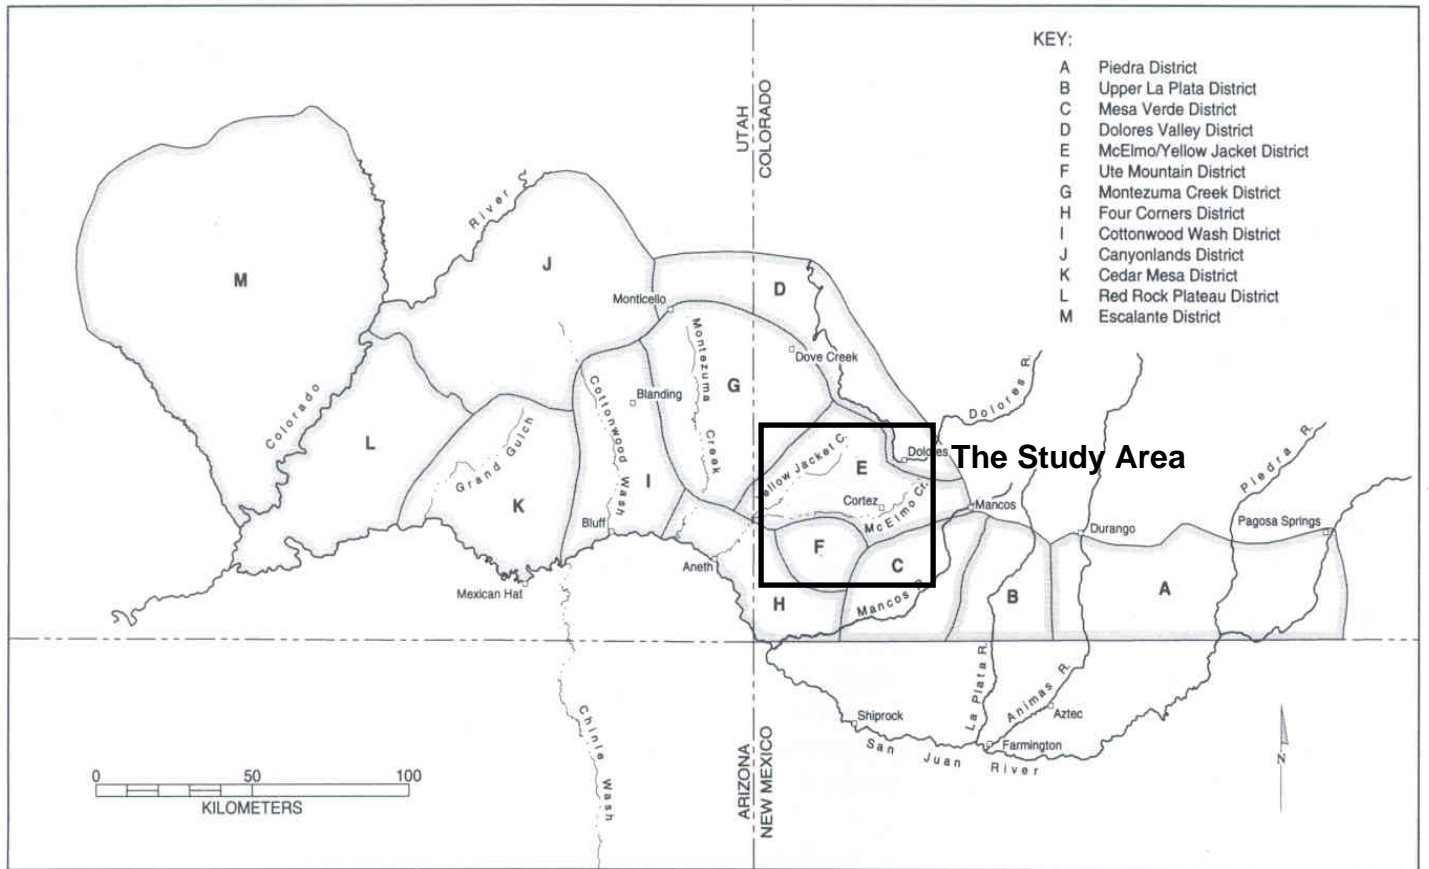 KEY:
A Piedra District
B Upper La Plata District
C Mesa Verde District
D Dolores Valley District
E McElmo/Yellow Jacket District
F Ute Mountain District
G Montezuma Creek District
H Four Corners District
I Cottonwood Wash District
J Canyonlands District
K Cedar Mesa District
L Red Rock Plateau District
M Escalante District
UTAH
COLORADO
River
M
J
D
Monticello
Montezuma
Creek
Dove Creek
G
Dolores R.
Cottonwood
Wash
Blanding
Colorado
L
Grand Gulch
Yellow Jacket C.
E
Dolores
The Study Area
Piedra R.
I
K
Cortez
McElmo Cr.
Mancos
Bluff
Durango
Pagosa Springs
F
C
Aneth
Mexican Hat
H
Mancos R.
B
A
Chinle Wash
La Plata R.
Animas R.
Shiprock
Aztec
San Juan River
Farmington
ARIZONA
NEW MEXICO
N
0 50 100
KILOMETERS